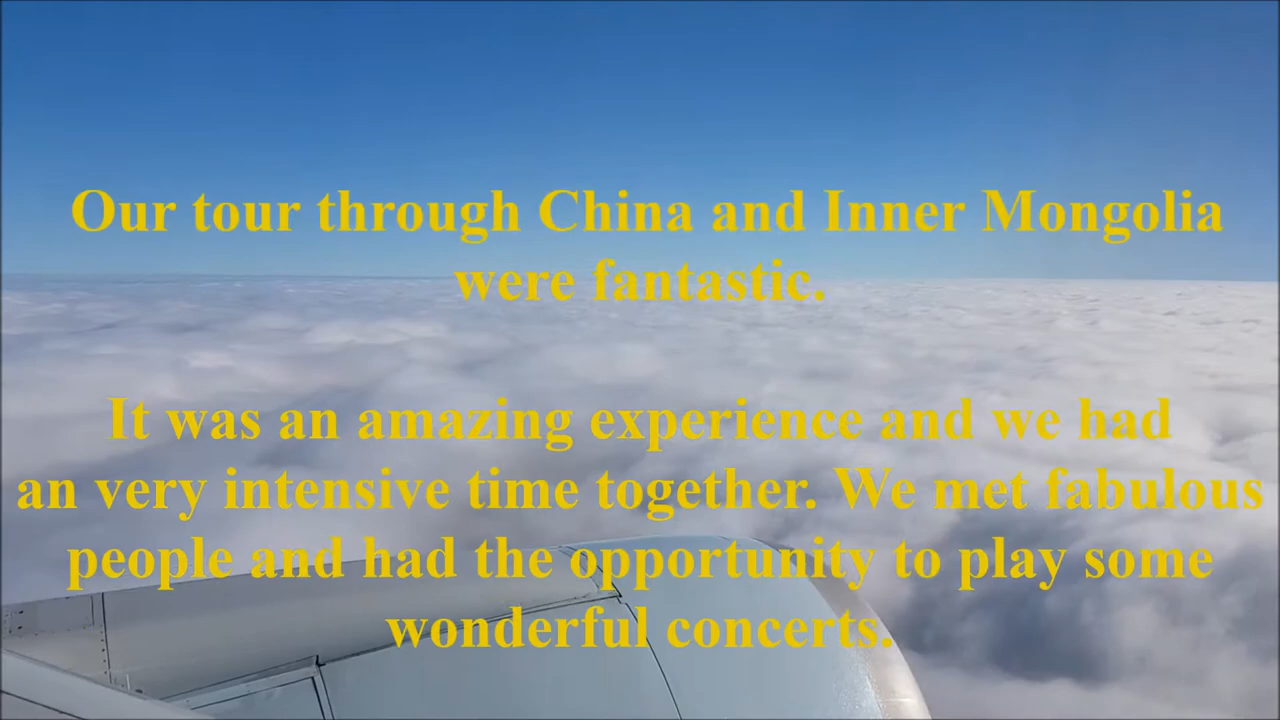 Our tour through China and Inner Mongolia
were fantastic.
It was an amazing experience and we had
an very intensive time together. We met fabulous
people and had the opportunity to play some
wonderful concerts.